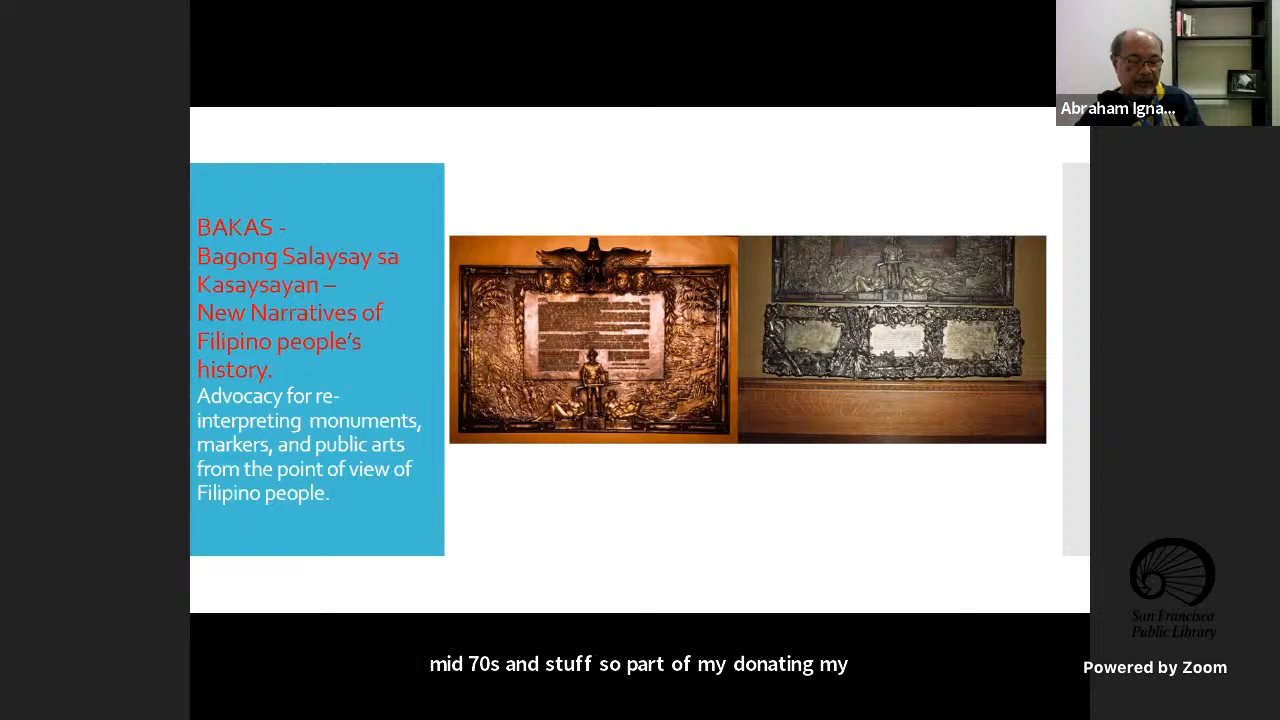 Abraham Igna...
BAKAS -
Bagong Salaysay sa
Kasaysayan –
New Narratives of
Filipino people's
history.
Advocacy for re-
interpreting monuments,
markers, and public arts
from the point of view of
Filipino people.
San Francisco
Public Library
mid 70s and stuff so part of my donating my
Powered by Zoom